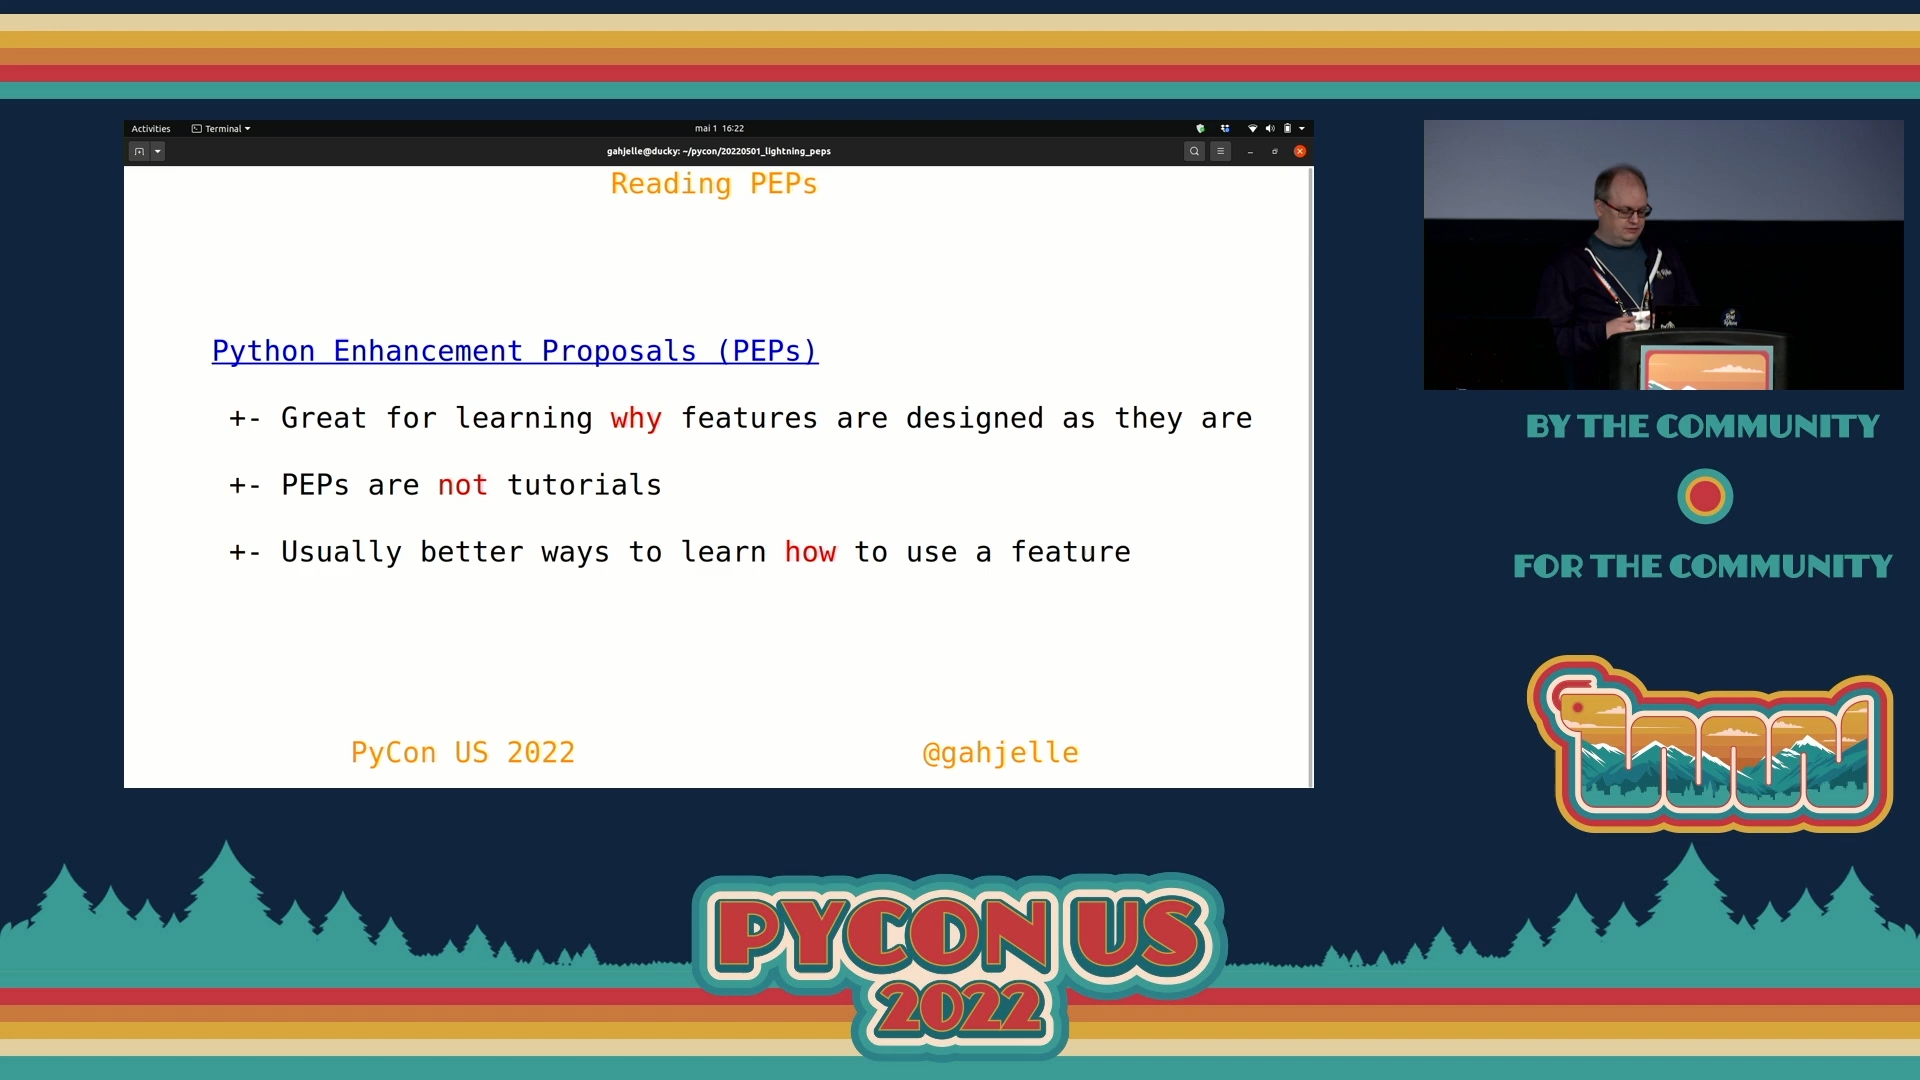 Activities
Terminal
mai 1 16:22
gahjelle@ducky: ~/pycon/20220501_lightning_peps
Reading PEPs
Python Enhancement Proposals (PEPs)
+- Great for learning why features are designed as they are
+- PEPs are not tutorials
+- Usually better ways to learn how to use a feature
PyCon US 2022
@gahjelle
BY THE COMMUNITY
FOR THE COMMUNITY
PYCON US
2022